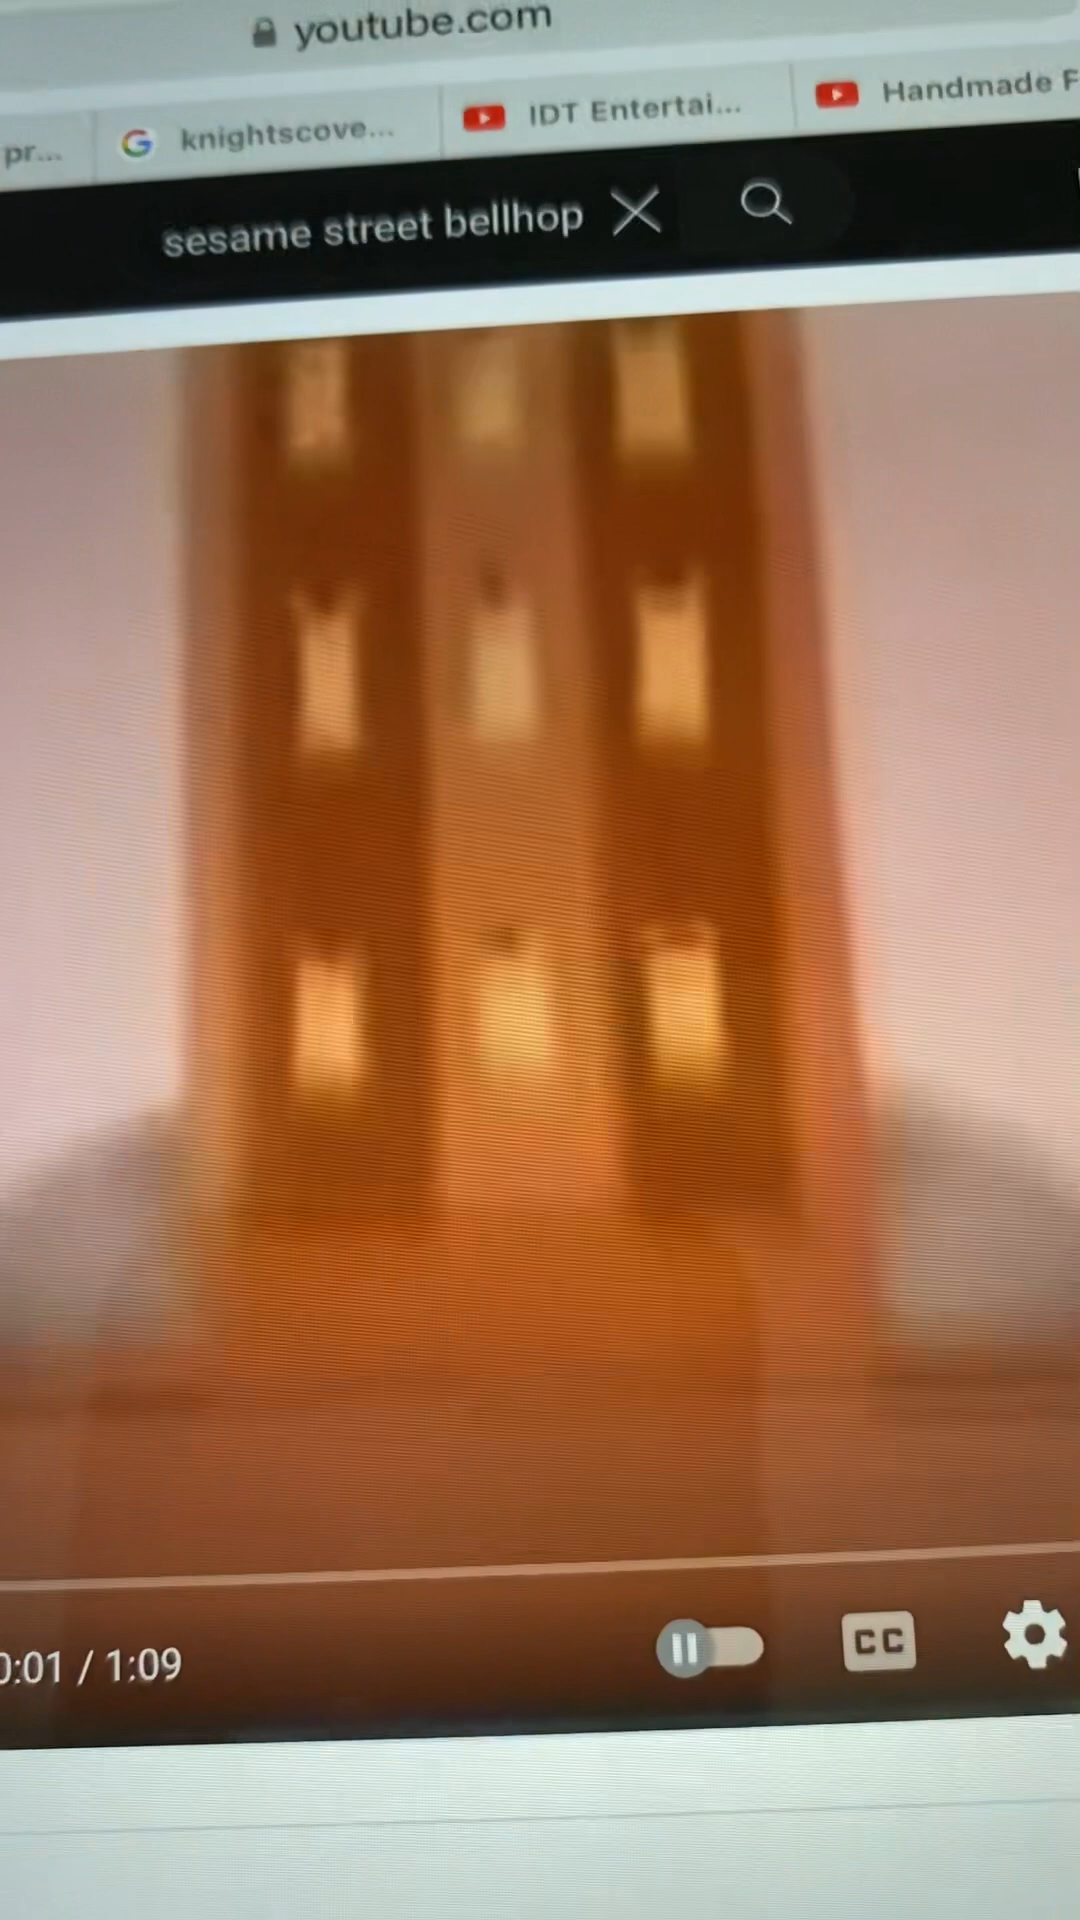 youtube.com
pr...
knightscove...
IDT Entertai...
Handmade F
sesame street bellhop
0:01 / 1:09
CC